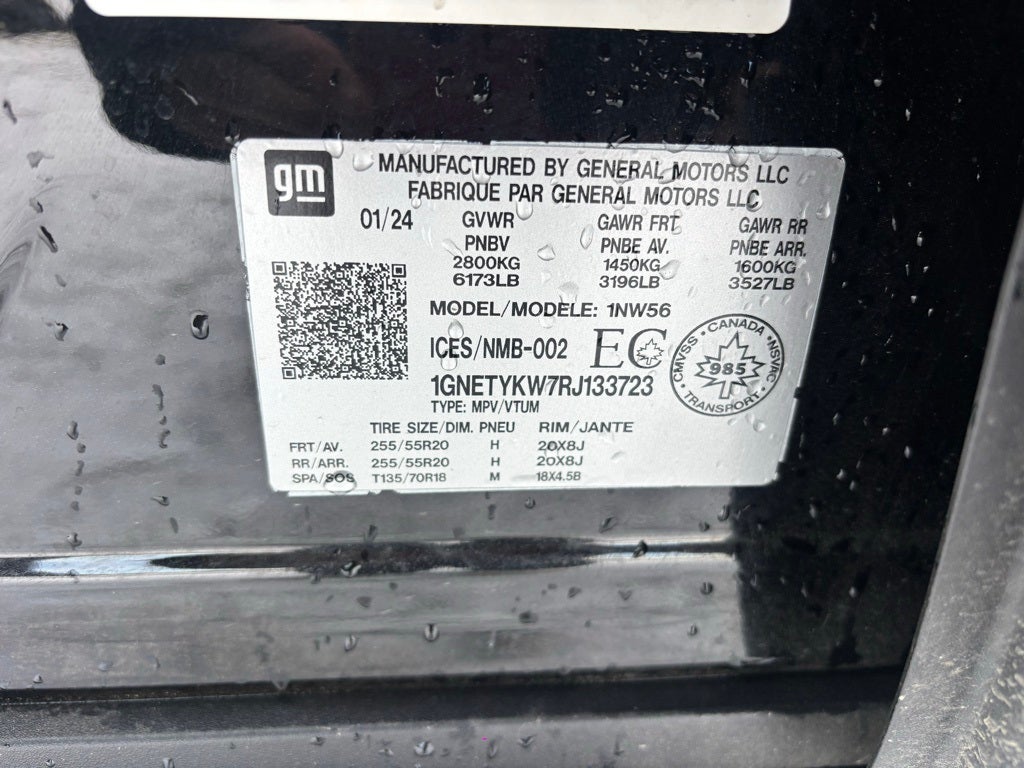 gm
MANUFACTURED BY GENERAL MOTORS LLC
FABRIQUE PAR GENERAL MOTORS LLC
01/24 GVWR GAWR FRT GAWR RR
PNBV PNBE AV. PNBE ARR.
2800KG 1450KG 1600KG
6173LB 3196LB 3527LB
MODEL/MODELE: 1NW56
ICES/NMB-002 EC
1GNETYKW7RJ133723
TYPE: MPV/VTUM
CANADA
CMVSS · NSVAC
985
TRANSPORT
TIRE SIZE/DIM. PNEU RIM/JANTE
FRT/AV. 255/55R20 H 20X8J
RR/ARR. 255/55R20 H 20X8J
SPA/SOS T135/70R18 M 18X4.5B